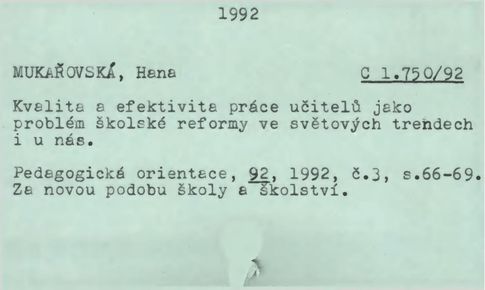 1992
MUKAŘOVSKÁ, Hana C 1.750/92
Kvalita a efektivita práce učitelů jako
problém školské reformy ve světových trendech
i u nás.
Pedagogická orientace, 92, 1992, č.3, s.66-69.
Za novou podobu školy a školství.